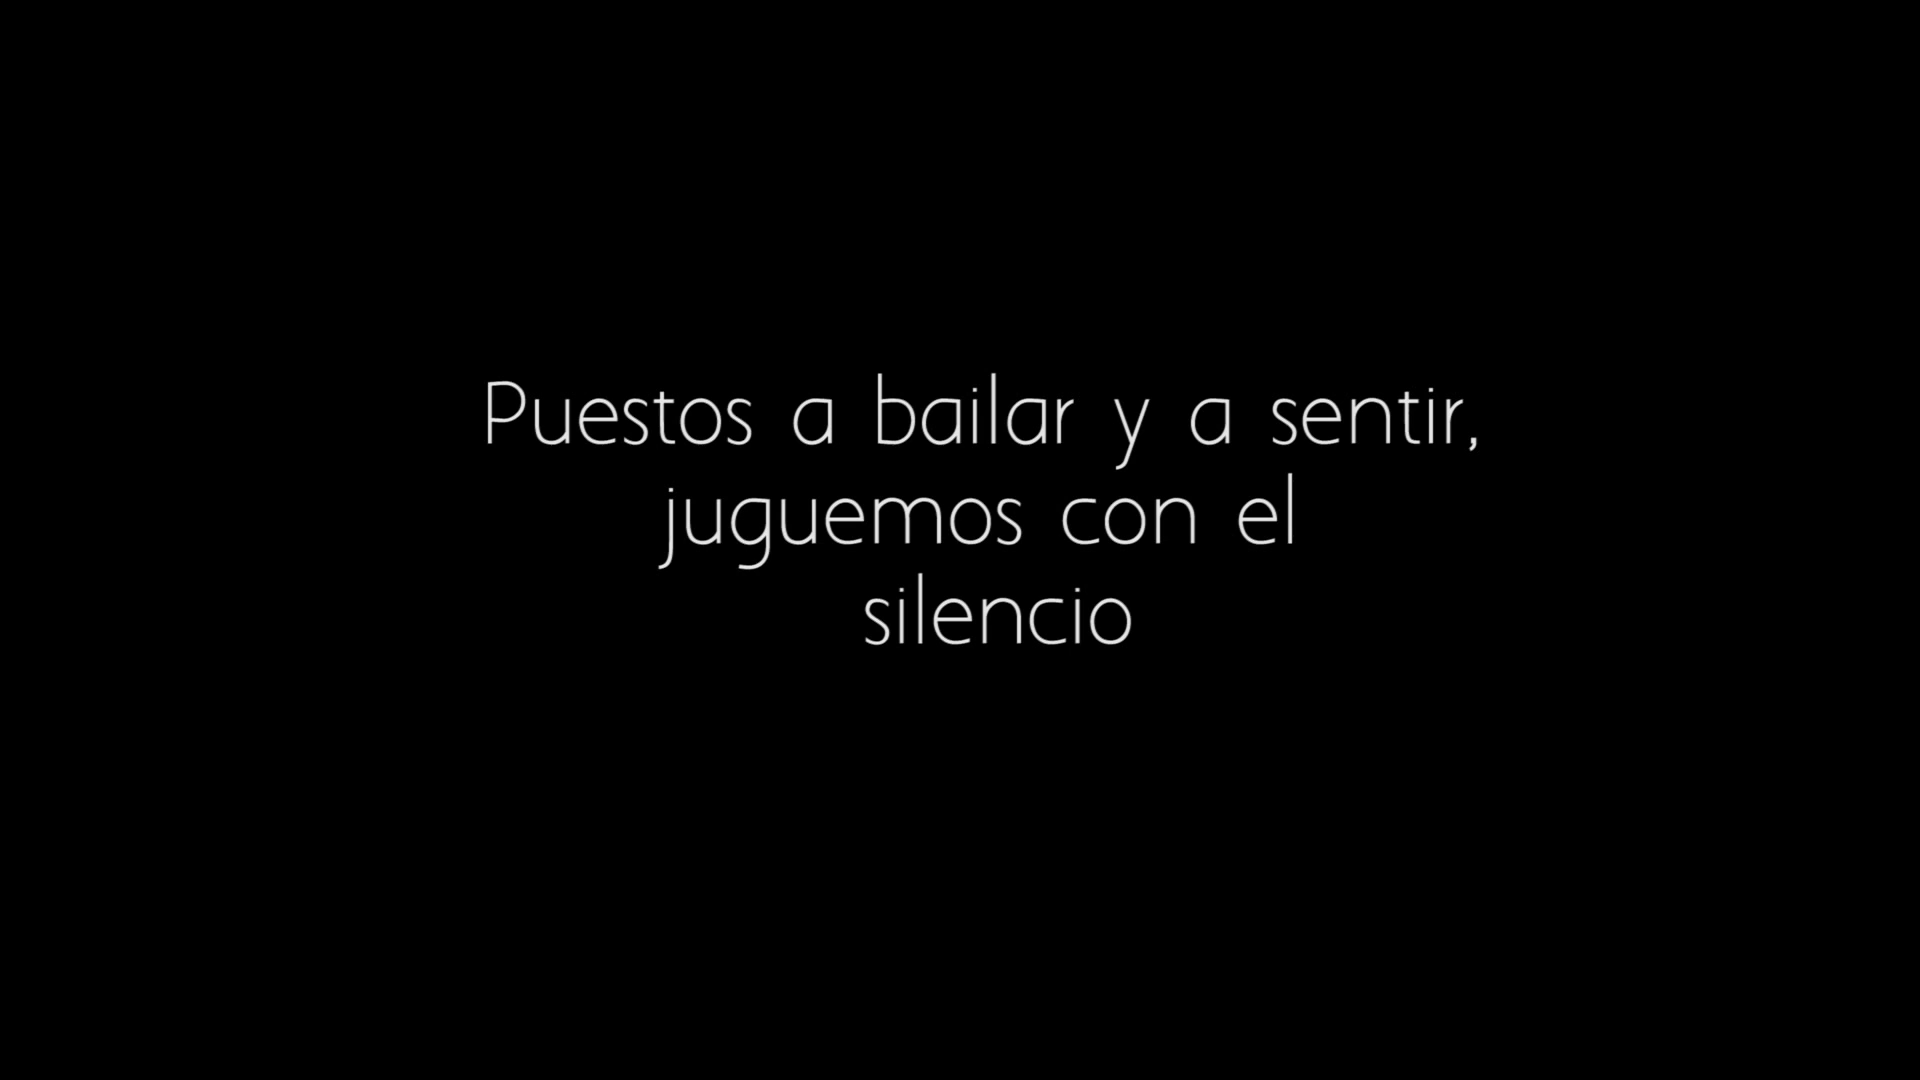 Puestos a bailar y a sentir,
juguemos con el
silencio